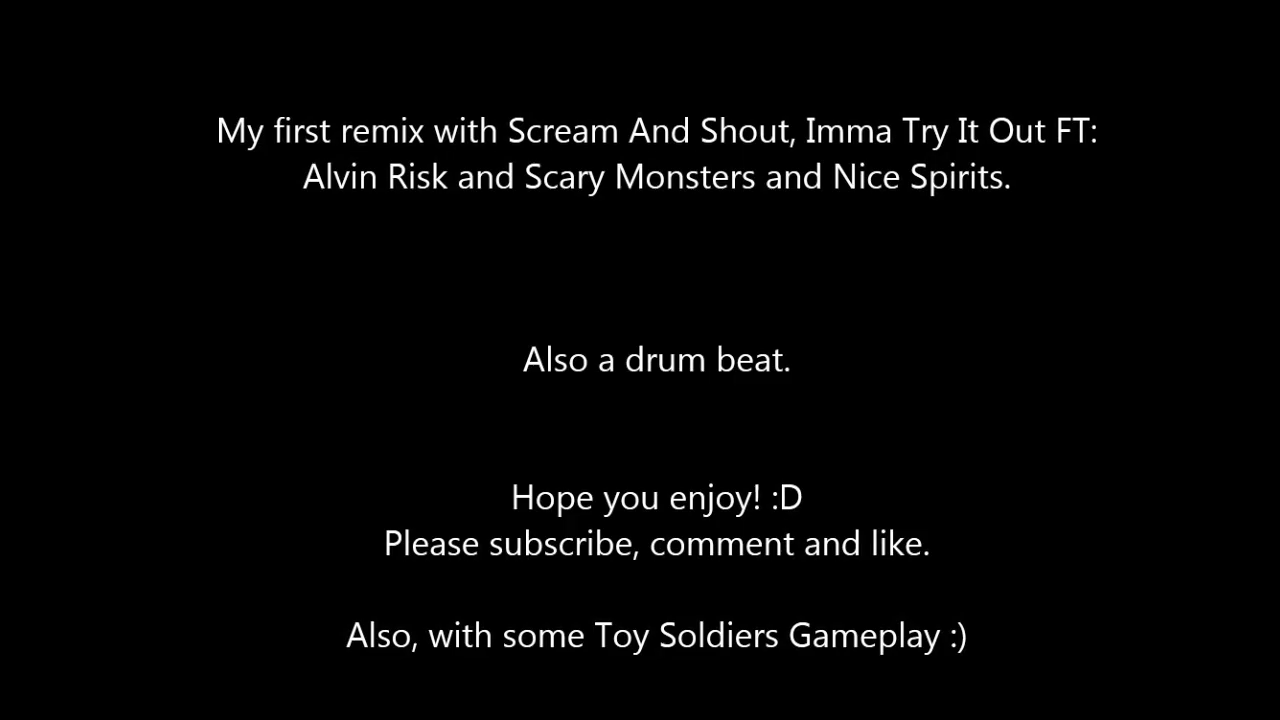 My first remix with Scream And Shout, Imma Try It Out FT:
Alvin Risk and Scary Monsters and Nice Spirits.
Also a drum beat.
Hope you enjoy! :D
Please subscribe, comment and like.
Also, with some Toy Soldiers Gameplay :)